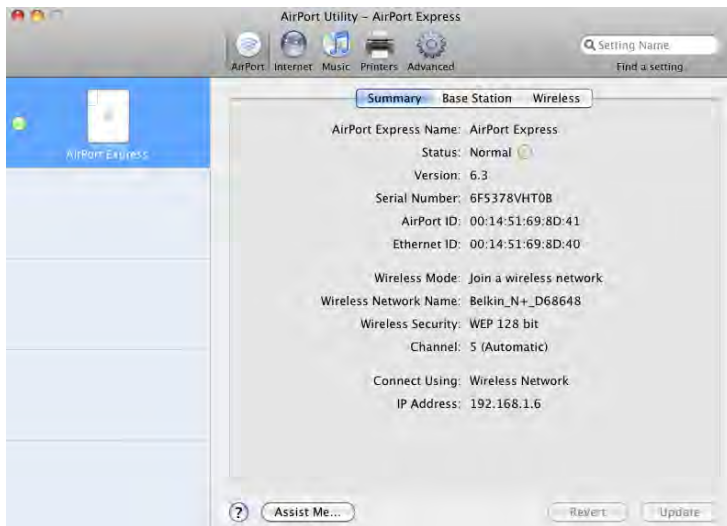 AirPort Utility – AirPort Express
Setting Name
AirPort Internet Music Printers Advanced
Find a setting
Summary Base Station Wireless
AirPort Express
AirPort Express Name: AirPort Express
Status: Normal
Version: 6.3
Serial Number: 6F5378VHT0B
AirPort ID: 00:14:51:69:8D:41
Ethernet ID: 00:14:51:69:8D:40
Wireless Mode: Join a wireless network
Wireless Network Name: Belkin_N+_D68648
Wireless Security: WEP 128 bit
Channel: 5 (Automatic)
Connect Using: Wireless Network
IP Address: 192.168.1.6
? Assist Me... Revert Update